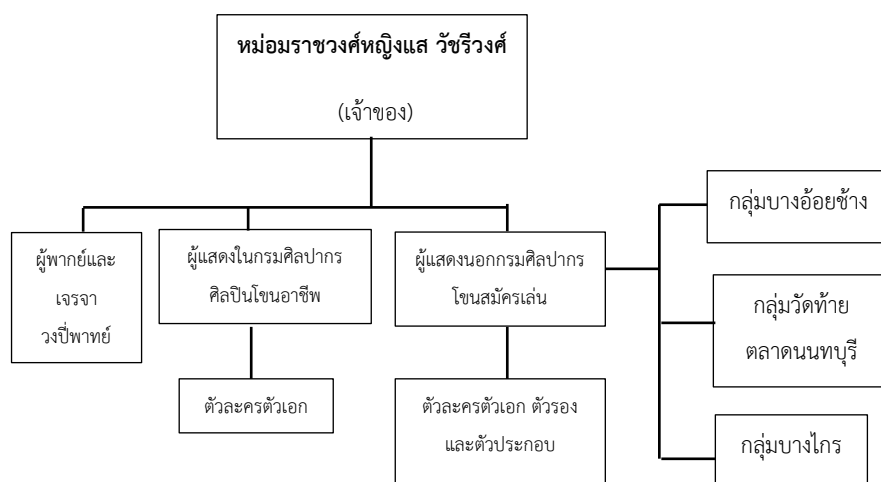 หม่อมราชวงศ์หญิงแส วัชรีวงศ์
(เจ้าของ)
ผู้พากย์และ
เจรจา
วงปี่พาทย์
ผู้แสดงในกรมศิลปากร
ศิลปินโขนอาชีพ
ผู้แสดงนอกกรมศิลปากร
โขนสมัครเล่น
กลุ่มบางอ้อยช้าง
กลุ่มวัดท้าย
ตลาดนนทบุรี
กลุ่มบางไกร
ตัวละครตัวเอก
ตัวละครตัวเอก ตัวรอง
และตัวประกอบ